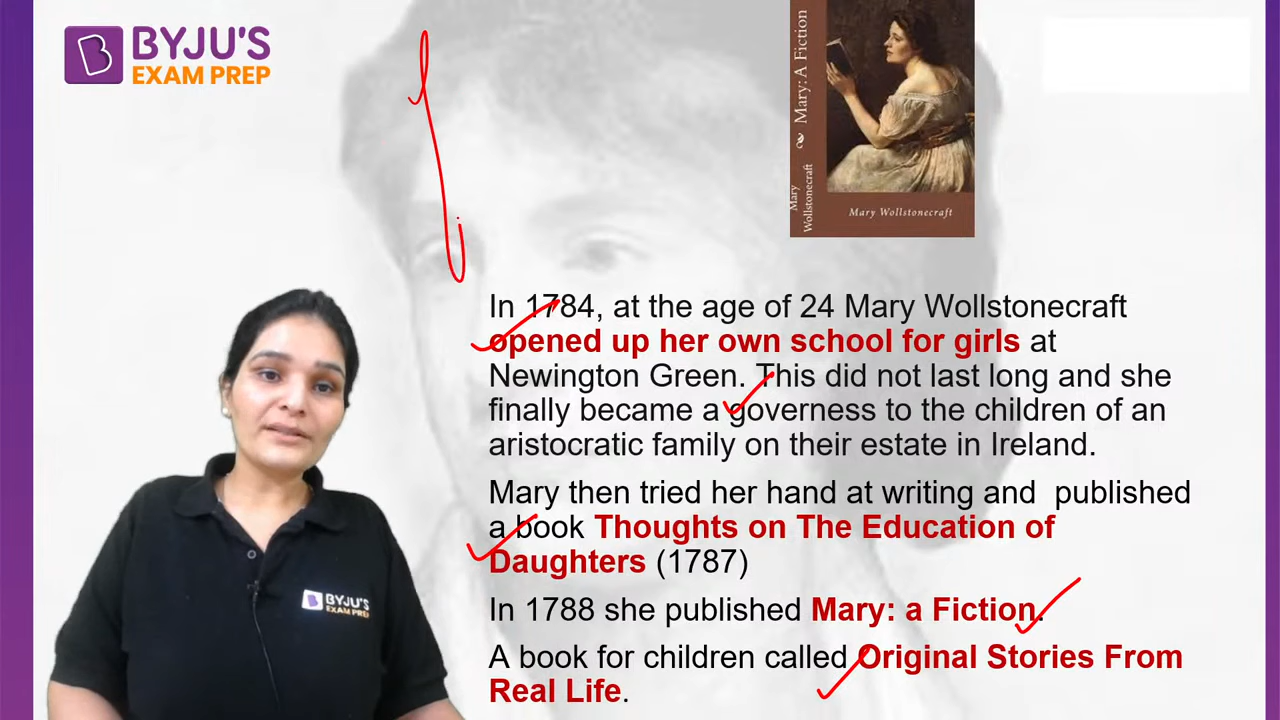 BYJU'S
EXAM PREP
Mary: A Fiction
Mary
Wollstonecraft
Mary Wollstonecraft
In 1784, at the age of 24 Mary Wollstonecraft
opened up her own school for girls at
Newington Green. This did not last long and she
finally became a governess to the children of an
aristocratic family on their estate in Ireland.
Mary then tried her hand at writing and published
a book Thoughts on The Education of
Daughters (1787)
In 1788 she published Mary: a Fiction.
A book for children called Original Stories From
Real Life.
BYJU'S
EXAM PREP